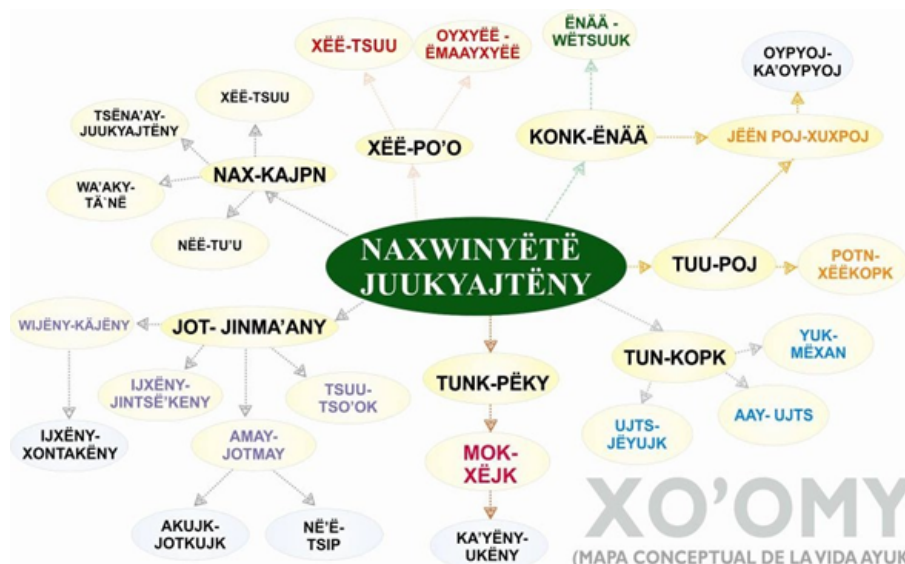 XËË-TSUU
OYXYËË -
ËMAAYXYËË
ËNÄÄ -
WËTSUUK
OYPYOJ-
KA'OYPYOJ
XËË-TSUU
TSËNA'AY-
JUUKYAJTËNY
XËË-PO'O
KONK-ËNÄÄ
JËËN POJ-XUXPOJ
NAX-KAJPN
WA'AKY-
TÄ`NË
NËË-TU'U
NAXWINYËTË
JUUKYAJTËNY
TUU-POJ
POTN-
XËËKOPK
WIJËNY-KÄJËNY
JOT- JINMA'ANY
TUN-KOPK
YUK-
MËXAN
IJXËNY-
JINTSË'KENY
TSUU-
TSO'OK
TUNK-PËKY
UJTS-
JËYUJK
AAY- UJTS
IJXËNY-
XONTAKËNY
AMAY-
JOTMAY
MOK-
XËJK
AKUJK-
JOTKUJK
NË'Ë-
TSIP
KA'YËNY-
UKËNY
XO'OMY
(MAPA CONCEPTUAL DE LA VIDA AYUK